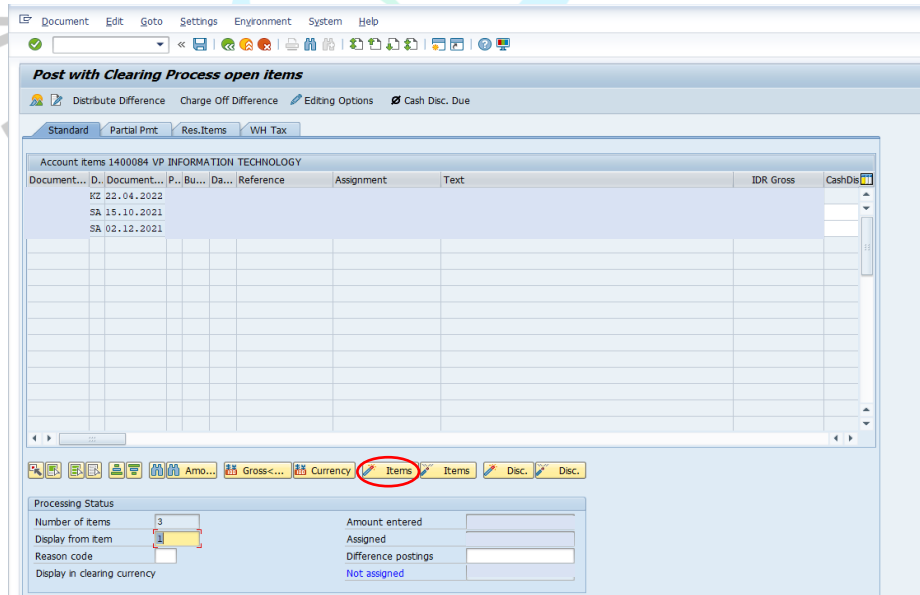 Document Edit Goto Settings Environment System Help
Post with Clearing Process open items
Distribute Difference Charge Off Difference Editing Options Cash Disc. Due
Standard Partial Pmt Res.Items WH Tax
Account items 1400084 VP INFORMATION TECHNOLOGY
Document... D.. Document... P.. Bu... Da... Reference Assignment Text IDR Gross CashDis
KZ 22.04.2022
SA 15.10.2021
SA 02.12.2021
Amo... Gross<... Currency Items Items Disc. Disc.
Processing Status
Number of items 3 Amount entered
Display from item 1 Assigned
Reason code Difference postings
Display in clearing currency Not assigned